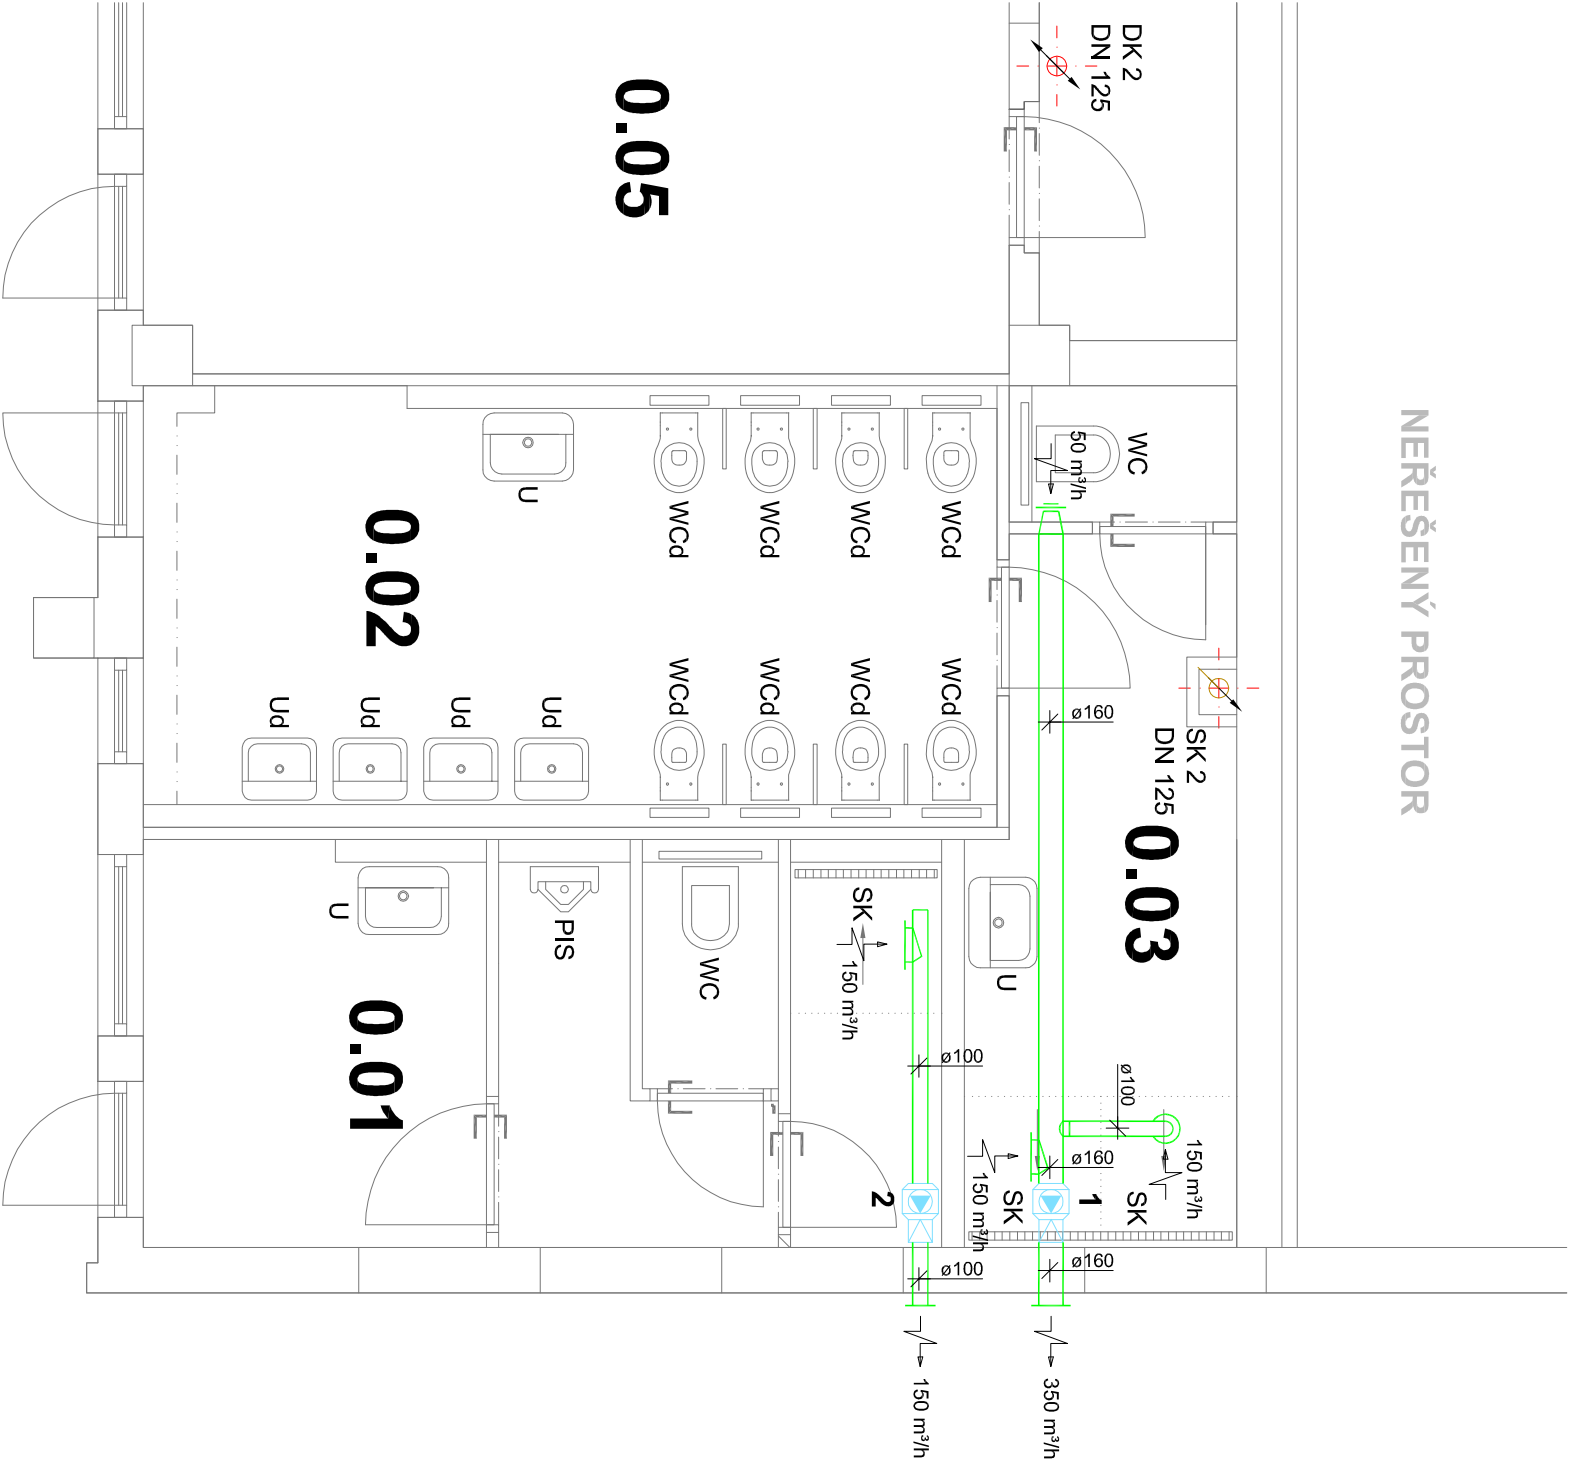 DK 2
DN 125
0.05
NEŘEŠENÝ PROSTOR
WC
50 m³/h
U
WCd
WCd
WCd
WCd
0.02
WCd
WCd
WCd
WCd
Ud
Ud
Ud
Ud
ø160
SK 2
DN 125
0.03
U
SK
150 m³/h
PIS
WC
U
0.01
ø100
ø100
ø160
150 m³/h
SK
1
SK
150 m³/h
2
ø100
ø160
150 m³/h
350 m³/h